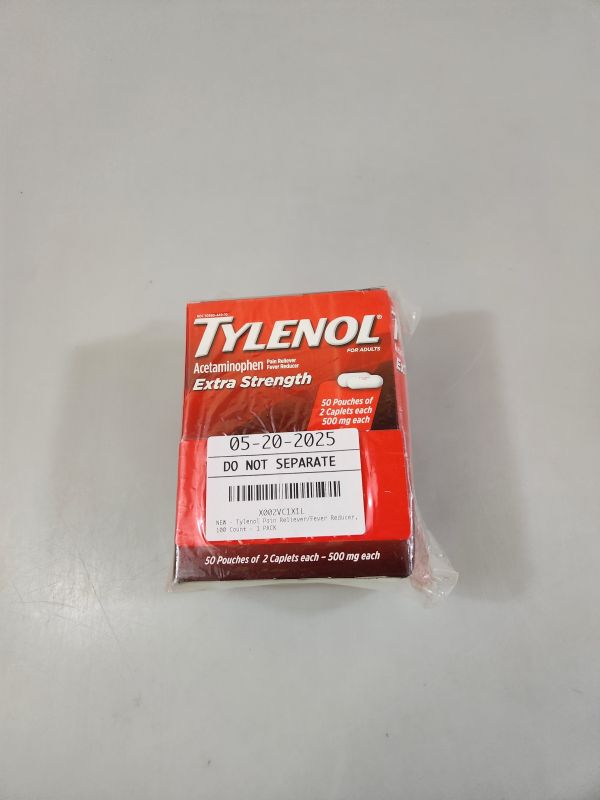 TYLENOL®
FOR ADULTS
Acetaminophen Pain Reliever
Fever Reducer
Extra Strength
50 Pouches of
2 Caplets each
500 mg each
05-20-2025
DO NOT SEPARATE
X002VC1X1L
NEW - Tylenol Pain Reliever/Fever Reducer,
100 Count - 1 PACK
50 Pouches of 2 Caplets each – 500 mg each